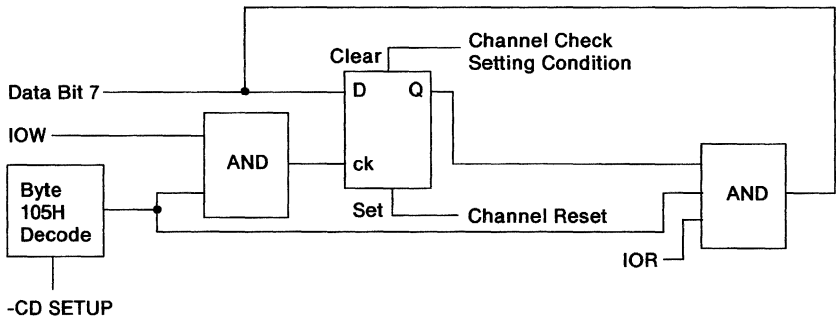 Channel Check
Setting Condition
Clear
Data Bit 7
D
Q
IOW
AND
ck
Byte
105H
Decode
AND
Set
Channel Reset
IOR
-CD SETUP